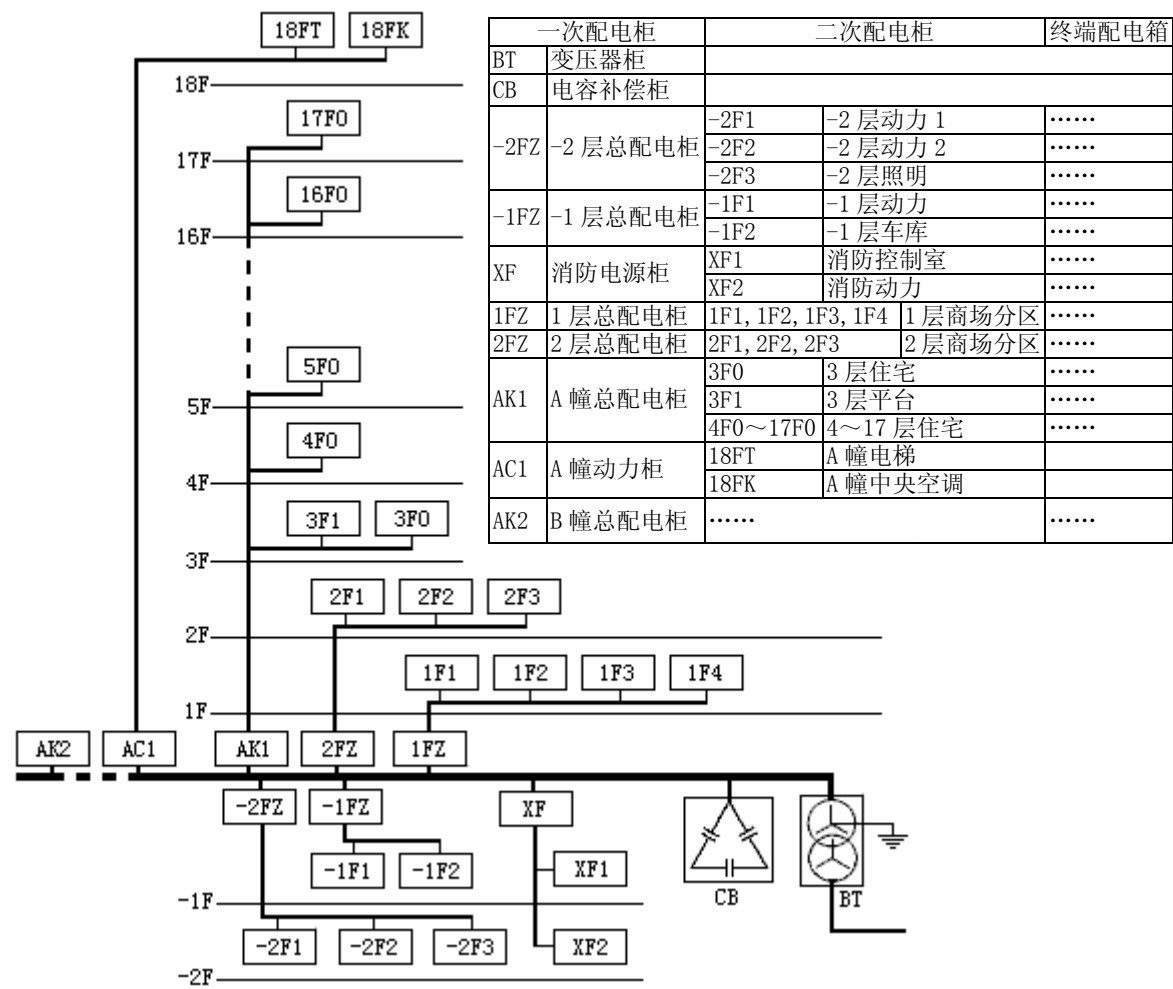 18FT 18FK
18F
17F0
17F
16F0
16F
5F0
5F
4F0
4F
3F1 3F0
3F
2F1 2F2 2F3
2F
1F1 1F2 1F3 1F4
1F
AK2 AC1 AK1 2FZ 1FZ
-2FZ -1FZ XF
-1F1 -1F2 XF1
CB BT
-1F
-2F1 -2F2 -2F3 XF2
-2F
一次配电柜 二次配电柜 终端配电箱
BT 变压器柜
CB 电容补偿柜
-2FZ -2层总配电柜 -2F1 -2层动力1 ……
-2F2 -2层动力2 ……
-2F3 -2层照明 ……
-1FZ -1层总配电柜 -1F1 -1层动力 ……
-1F2 -1层车库 ……
XF 消防电源柜 XF1 消防控制室 ……
XF2 消防动力 ……
1FZ 1层总配电柜 1F1,1F2,1F3,1F4 1层商场分区 ……
2FZ 2层总配电柜 2F1,2F2,2F3 2层商场分区 ……
AK1 A幢总配电柜 3F0 3层住宅 ……
3F1 3层平台 ……
4F0～17F0 4～17层住宅 ……
AC1 A幢动力柜 18FT A幢电梯
18FK A幢中央空调
AK2 B幢总配电柜 …… ……